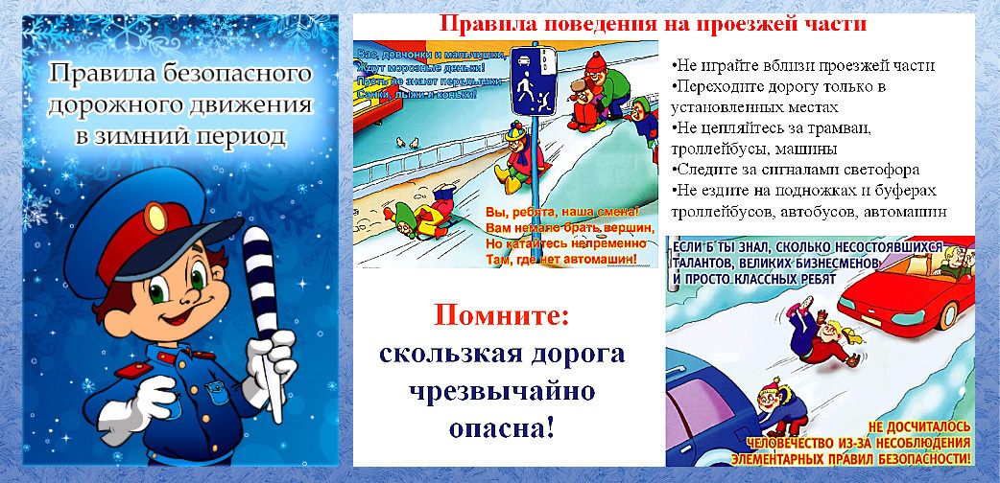 Правила безопасного
дорожного движения
в зимний период
Правила поведения на проезжей части
Вас, девчонки и мальчишки,
Ждут морозные деньки!
Пусть не знают передышки
Санки, лыжи и коньки!
Вы, ребята, наша смена!
Вам немало брать вершин,
Но катайтесь непременно
Там, где нет автомашин!
•Не играйте вблизи проезжей части
•Переходите дорогу только в
установленных местах
•Не цепляйтесь за трамваи,
троллейбусы, машины
•Следите за сигналами светофора
•Не ездите на подножках и буферах
троллейбусов, автобусов, автомашин
Помните:
скользкая дорога
чрезвычайно
опасна!
ЕСЛИ Б ТЫ ЗНАЛ, СКОЛЬКО НЕСОСТОЯВШИХСЯ
ТАЛАНТОВ, ВЕЛИКИХ БИЗНЕСМЕНОВ
И ПРОСТО КЛАССНЫХ РЕБЯТ
НЕ ДОСЧИТАЛОСЬ
ЧЕЛОВЕЧЕСТВО ИЗ-ЗА НЕСОБЛЮДЕНИЯ
ЭЛЕМЕНТАРНЫХ ПРАВИЛ БЕЗОПАСНОСТИ!